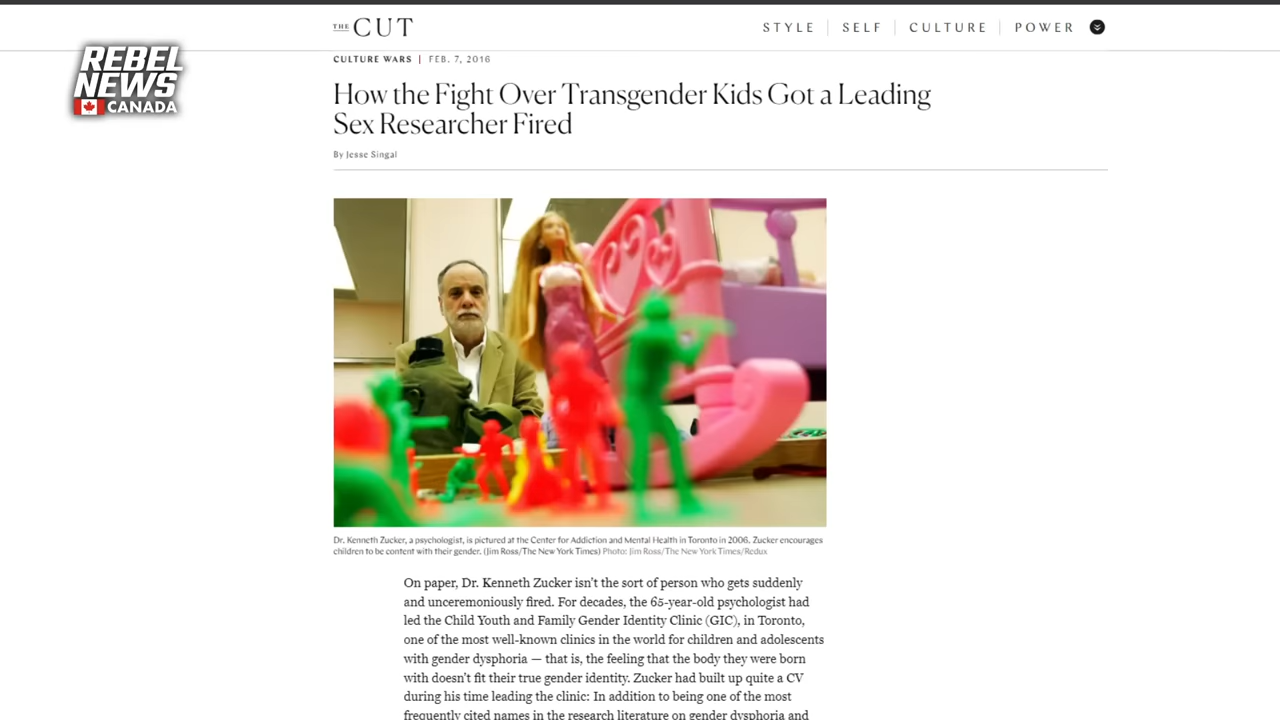 THE CUT
STYLE SELF CULTURE POWER
REBEL
NEWS
CANADA
CULTURE WARS | FEB. 7, 2016
How the Fight Over Transgender Kids Got a Leading
Sex Researcher Fired
By Jesse Singal
Dr. Kenneth Zucker, a psychologist, is pictured at the Center for Addiction and Mental Health in Toronto in 2006. Zucker encourages
children to be content with their gender. (Jim Ross/The New York Times) Photo: Jim Ross/The New York Times/Redux
On paper, Dr. Kenneth Zucker isn't the sort of person who gets suddenly
and unceremoniously fired. For decades, the 65-year-old psychologist had
led the Child Youth and Family Gender Identity Clinic (GIC), in Toronto,
one of the most well-known clinics in the world for children and adolescents
with gender dysphoria — that is, the feeling that the body they were born
with doesn't fit their true gender identity. Zucker had built up quite a CV
during his time leading the clinic: In addition to being one of the most
frequently cited names in the research literature on gender dysphoria and